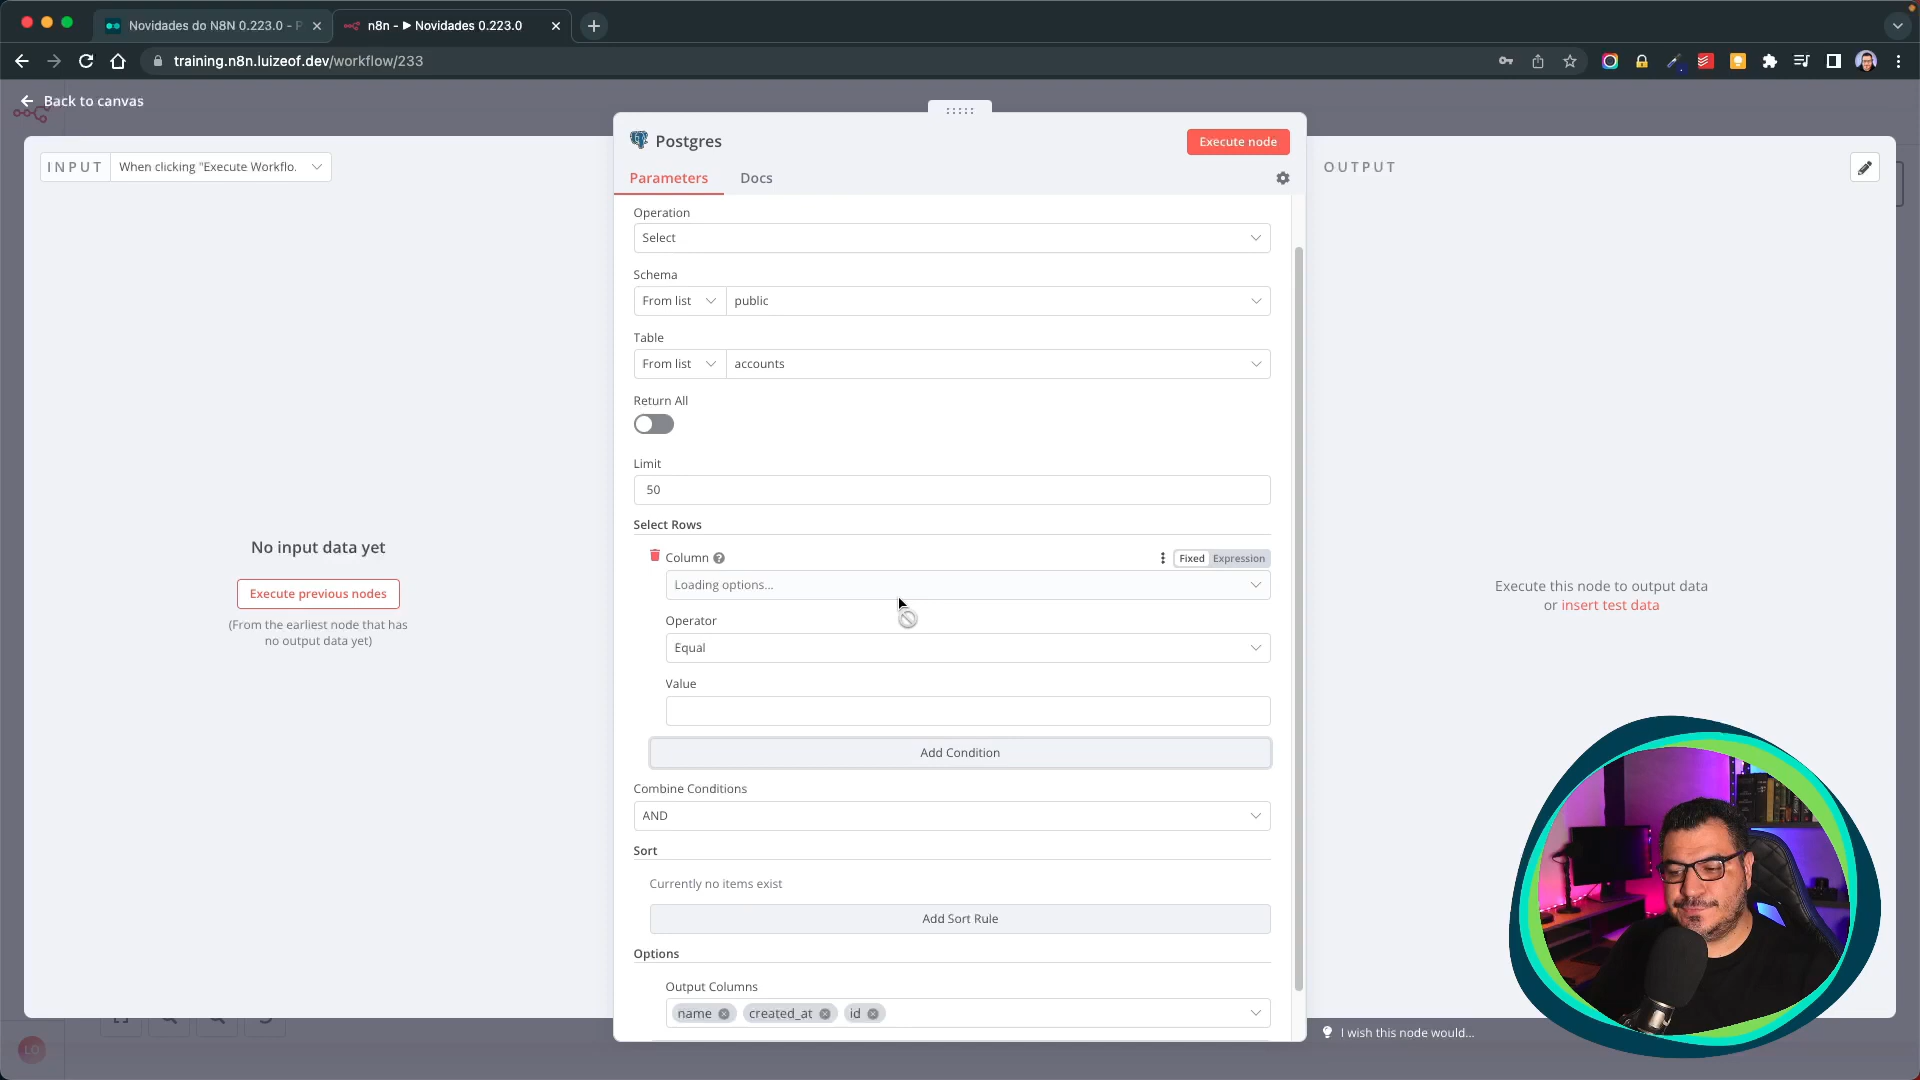 Novidades do N8N 0.223.0 - P
n8n - ▶ Novidades 0.223.0
training.n8n.luizeof.dev/workflow/233
Back to canvas
Postgres
Execute node
INPUT
When clicking "Execute Workflo.
Parameters
Docs
OUTPUT
Operation
Select
Schema
From list
public
Table
From list
accounts
Return All
Limit
50
Select Rows
Column
Fixed
Expression
Loading options...
Operator
Equal
Value
Add Condition
Combine Conditions
AND
Sort
Currently no items exist
Add Sort Rule
Options
Output Columns
name
created_at
id
No input data yet
Execute previous nodes
(From the earliest node that has
no output data yet)
Execute this node to output data
or insert test data
I wish this node would...
LO